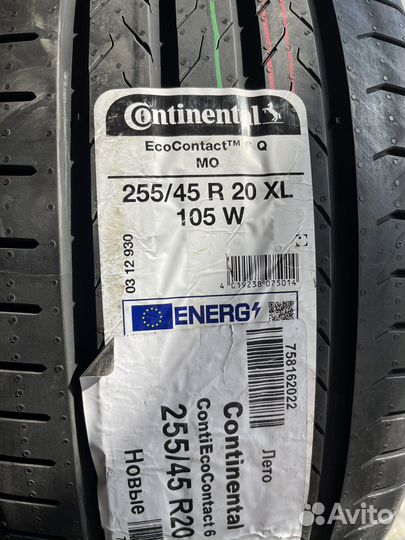 Continental
EcoContact™ 6 Q
MO
255/45 R 20 XL
105 W
03 12 930
4 019238 075014
ENERG
758162022
Лето
Continental
ContiEcoContact 6
255/45 R20
Новые
Avito